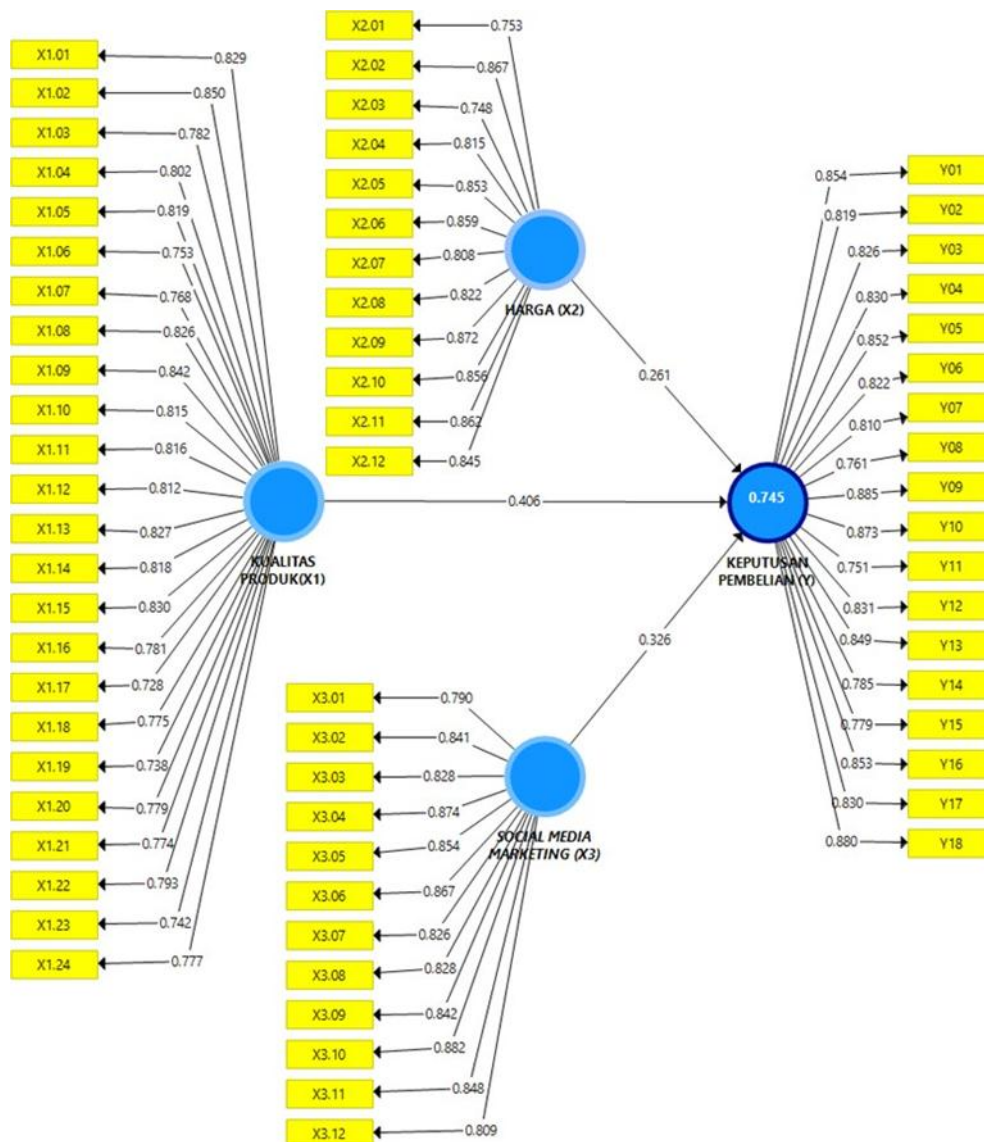 X1.01
X1.02
X1.03
X1.04
X1.05
X1.06
X1.07
X1.08
X1.09
X1.10
X1.11
X1.12
X1.13
X1.14
X1.15
X1.16
X1.17
X1.18
X1.19
X1.20
X1.21
X1.22
X1.23
X1.24
0.829
0.850
0.782
0.802
0.819
0.753
0.768
0.826
0.842
0.815
0.816
0.812
0.827
0.818
0.830
0.781
0.728
0.775
0.738
0.779
0.774
0.793
0.742
0.777
KUALITAS
PRODUK(X1)
X2.01
X2.02
X2.03
X2.04
X2.05
X2.06
X2.07
X2.08
X2.09
X2.10
X2.11
X2.12
0.753
0.867
0.748
0.815
0.853
0.859
0.808
0.822
0.872
0.856
0.862
0.845
HARGA (X2)
X3.01
X3.02
X3.03
X3.04
X3.05
X3.06
X3.07
X3.08
X3.09
X3.10
X3.11
X3.12
0.790
0.841
0.828
0.874
0.854
0.867
0.826
0.828
0.842
0.882
0.848
0.809
SOCIAL MEDIA
MARKETING (X3)
0.261
0.406
0.326
0.745
KEPUTUSAN
PEMBELIAN (Y)
0.854
0.819
0.826
0.830
0.852
0.822
0.810
0.761
0.885
0.873
0.751
0.831
0.849
0.785
0.779
0.853
0.830
0.880
Y01
Y02
Y03
Y04
Y05
Y06
Y07
Y08
Y09
Y10
Y11
Y12
Y13
Y14
Y15
Y16
Y17
Y18